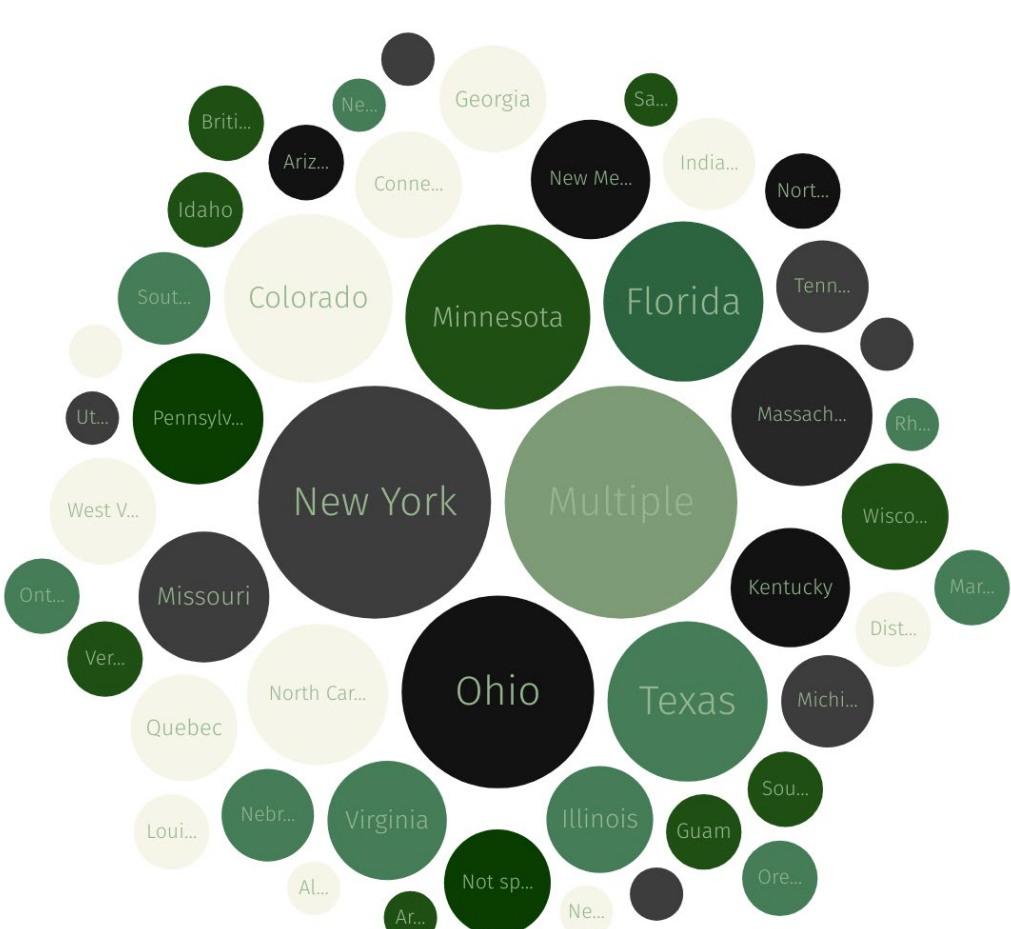 Georgia
Ne...
Sa...
Briti...
Ariz...
Conne...
New Me...
India...
Nort...
Idaho
Sout...
Colorado
Minnesota
Florida
Tenn...
Ut...
Pennsylv...
Massach...
Rh...
West V...
New York
Multiple
Wisco...
Ont...
Missouri
Kentucky
Mar...
Ver...
Dist...
Quebec
North Car...
Ohio
Texas
Michi...
Loui...
Nebr...
Virginia
Illinois
Guam
Sou...
Al...
Not sp...
Ore...
Ar...
Ne...